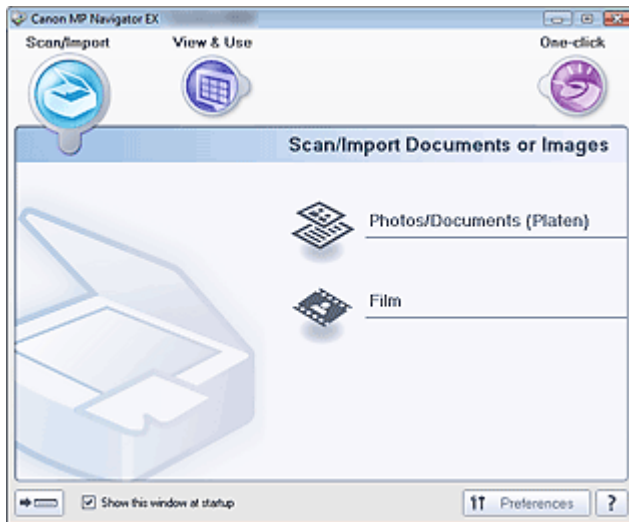 Canon MP Navigator EX
Scan/Import
View & Use
One-click
Scan/Import Documents or Images
Photos/Documents (Platen)
Film
Show this window at startup
Preferences
?